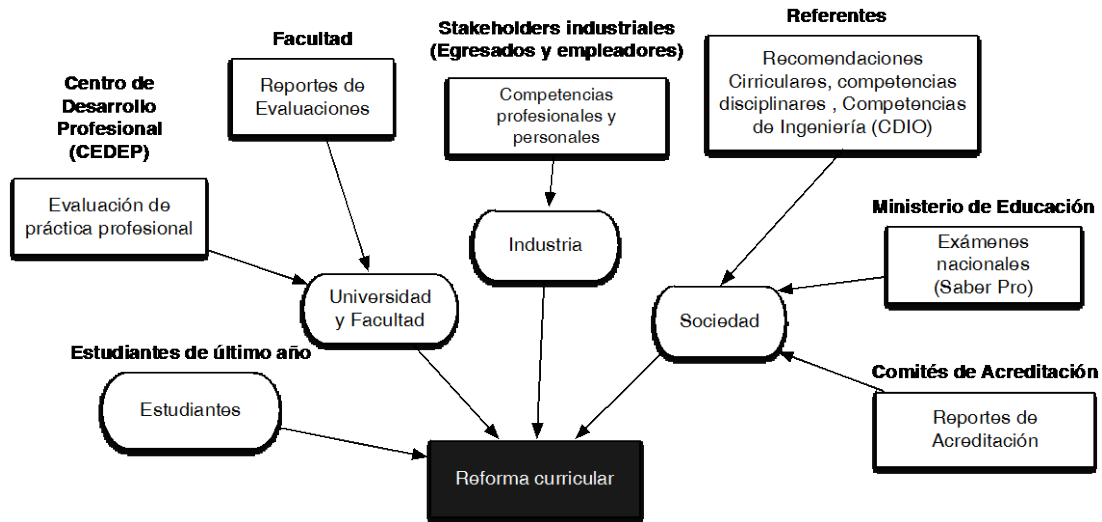 Referentes
Stakeholders industriales
(Egresados y empleadores)
Facultad
Recomendaciones
Cirriculares, competencias
disciplinares , Competencias
de Ingeniería (CDIO)
Reportes de
Evaluaciones
Centro de
Desarrollo
Profesional
(CEDEP)
Competencias
profesionales y
personales
Evaluación de
práctica profesional
Ministerio de Educación
Exámenes
nacionales
(Saber Pro)
Industria
Universidad
y Facultad
Sociedad
Estudiantes de último año
Estudiantes
Comités de Acreditación
Reportes de
Acreditación
Reforma curricular